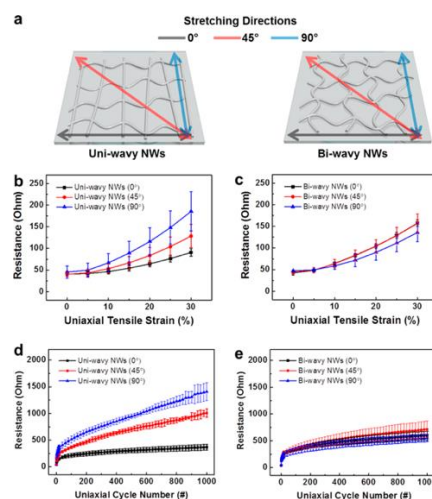 a
Stretching Directions
0° 45° 90°
Uni-wavy NWs Bi-wavy NWs
b
Uni-wavy NWs (0°)
Uni-wavy NWs (45°)
Uni-wavy NWs (90°)
Resistance (Ohm)
250
200
150
100
50
0
0 10 20 30
Uniaxial Tensile Strain (%)
c
Bi-wavy NWs (0°)
Bi-wavy NWs (45°)
Bi-wavy NWs (90°)
Resistance (Ohm)
250
200
150
100
50
0
0 10 20 30
Uniaxial Tensile Strain (%)
d
Uni-wavy NWs (0°)
Uni-wavy NWs (45°)
Uni-wavy NWs (90°)
Resistance (Ohm)
2000
1500
1000
500
0
0 200 400 600 800 1000
Uniaxial Cycle Number (#)
e
Bi-wavy NWs (0°)
Bi-wavy NWs (45°)
Bi-wavy NWs (90°)
Resistance (Ohm)
2000
1500
1000
500
0
0 200 400 600 800 1000
Uniaxial Cycle Number (#)